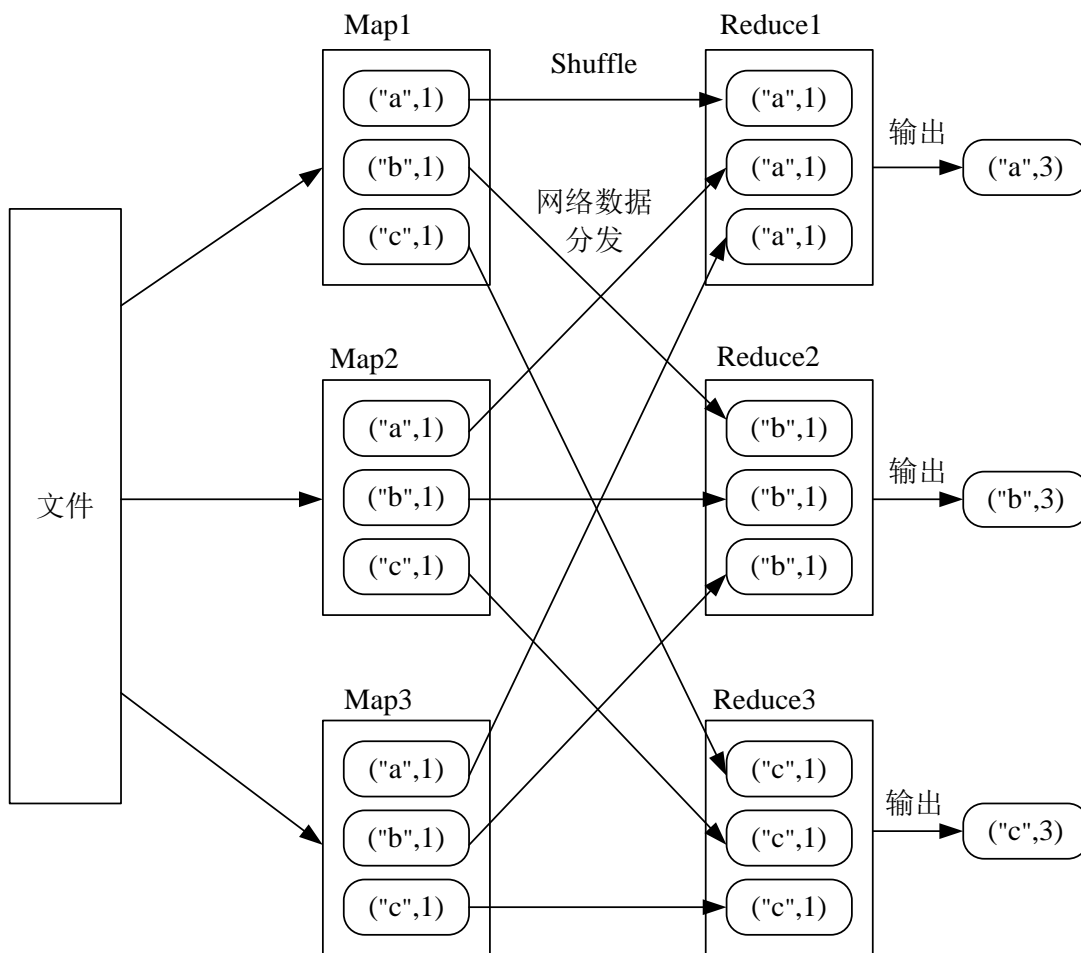 Map1
Reduce1
Shuffle
("a",1)
("b",1)
("c",1)
网络数据
分发
("a",1)
("a",1)
("a",1)
输出
("a",3)
文件
Map2
Reduce2
("a",1)
("b",1)
("c",1)
("b",1)
("b",1)
("b",1)
输出
("b",3)
Map3
Reduce3
("a",1)
("b",1)
("c",1)
("c",1)
("c",1)
("c",1)
输出
("c",3)